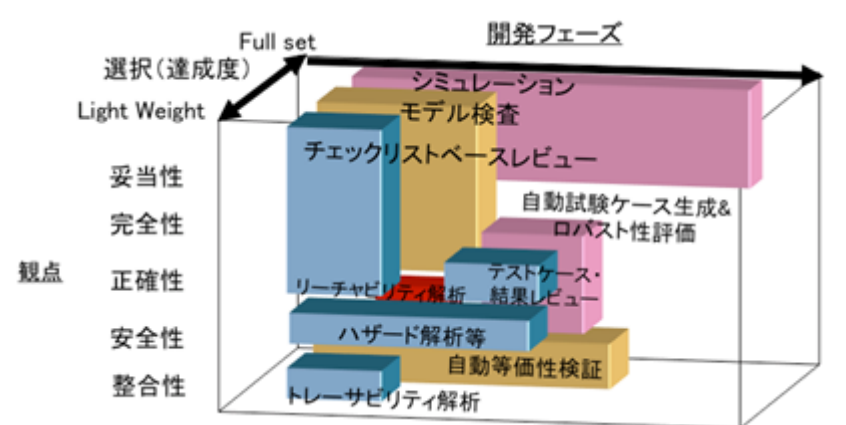 開発フェーズ
Full set
選択(達成度)
Light Weight
シミュレーション
モデル検査
チェックリストベースレビュー
妥当性
完全性
自動試験ケース生成&
ロバスト性評価
観点
正確性
リーチャビリティ解析
テストケース・
結果レビュー
安全性
ハザード解析等
自動等価性検証
整合性
トレーサビリティ解析